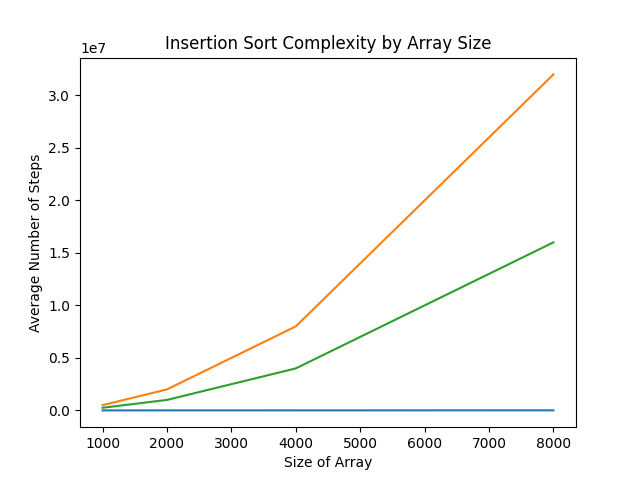 Insertion Sort Complexity by Array Size
1e7
3.0
2.5
2.0
1.5
1.0
0.5
0.0
Average Number of Steps
1000 2000 3000 4000 5000 6000 7000 8000
Size of Array